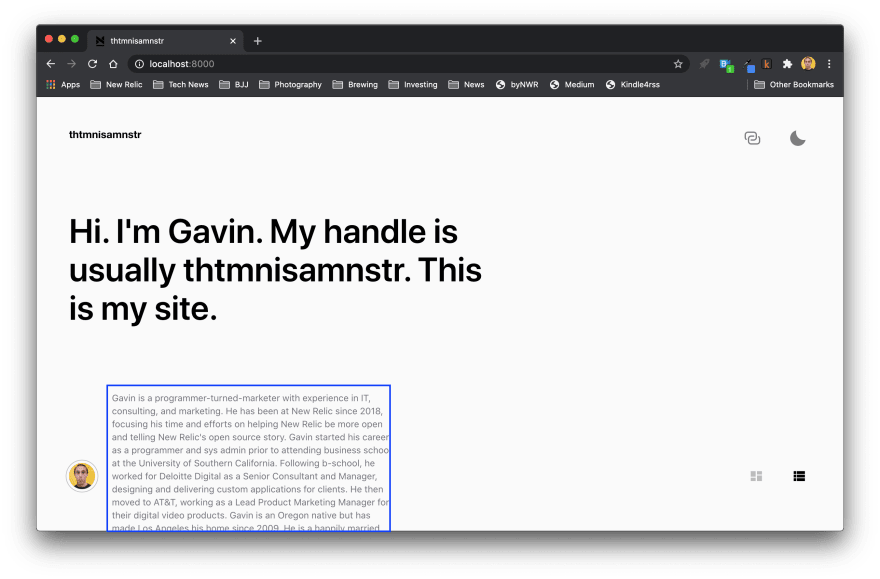 thtmnisamnstr
localhost:8000
Apps New Relic Tech News BJJ Photography Brewing Investing News byNWR Medium Kindle4rss Other Bookmarks
thtmnisamnstr
Hi. I'm Gavin. My handle is
usually thtmnisamnstr. This
is my site.
Gavin is a programmer-turned-marketer with experience in IT,
consulting, and marketing. He has been at New Relic since 2018,
focusing his time and efforts on helping New Relic be more open
and telling New Relic's open source story. Gavin started his career
as a programmer and sys admin prior to attending business schoo
at the University of Southern California. Following b-school, he
worked for Deloitte Digital as a Senior Consultant and Manager,
designing and delivering custom applications for clients. He then
moved to AT&T, working as a Lead Product Marketing Manager for
their digital video products. Gavin is an Oregon native but has
made Los Angeles his home since 2009. He is a happily married